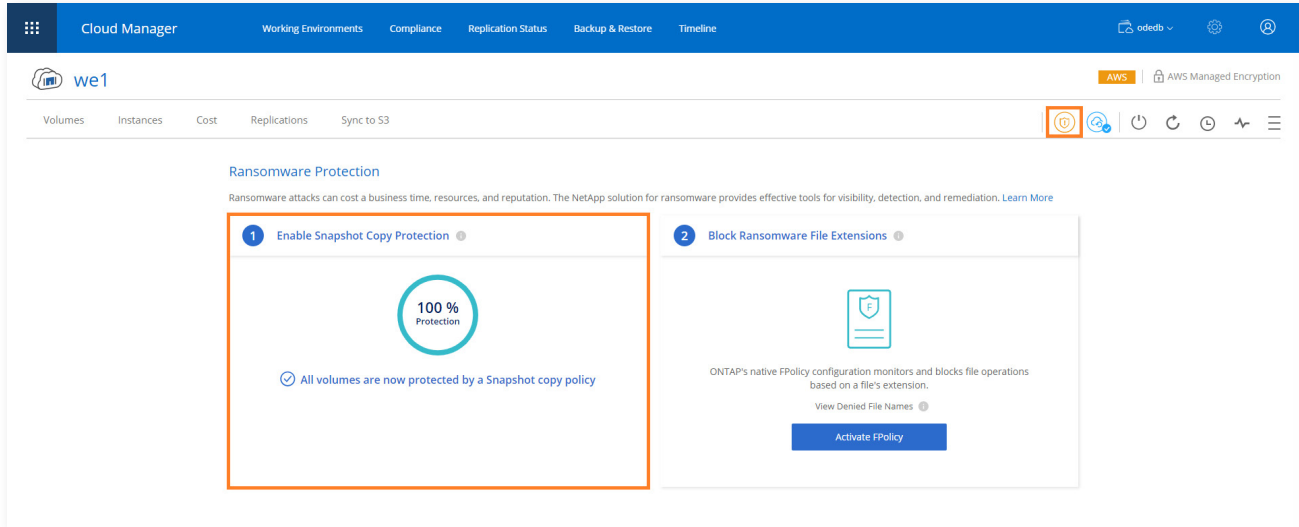 Cloud Manager
Working Environments
Compliance
Replication Status
Backup & Restore
Timeline
odedb
we1
AWS
AWS Managed Encryption
Volumes
Instances
Cost
Replications
Sync to S3
Ransomware Protection
Ransomware attacks can cost a business time, resources, and reputation. The NetApp solution for ransomware provides effective tools for visibility, detection, and remediation. Learn More
1
Enable Snapshot Copy Protection
100 %
Protection
All volumes are now protected by a Snapshot copy policy
2
Block Ransomware File Extensions
F
ONTAP's native FPolicy configuration monitors and blocks file operations
based on a file's extension.
View Denied File Names
Activate FPolicy